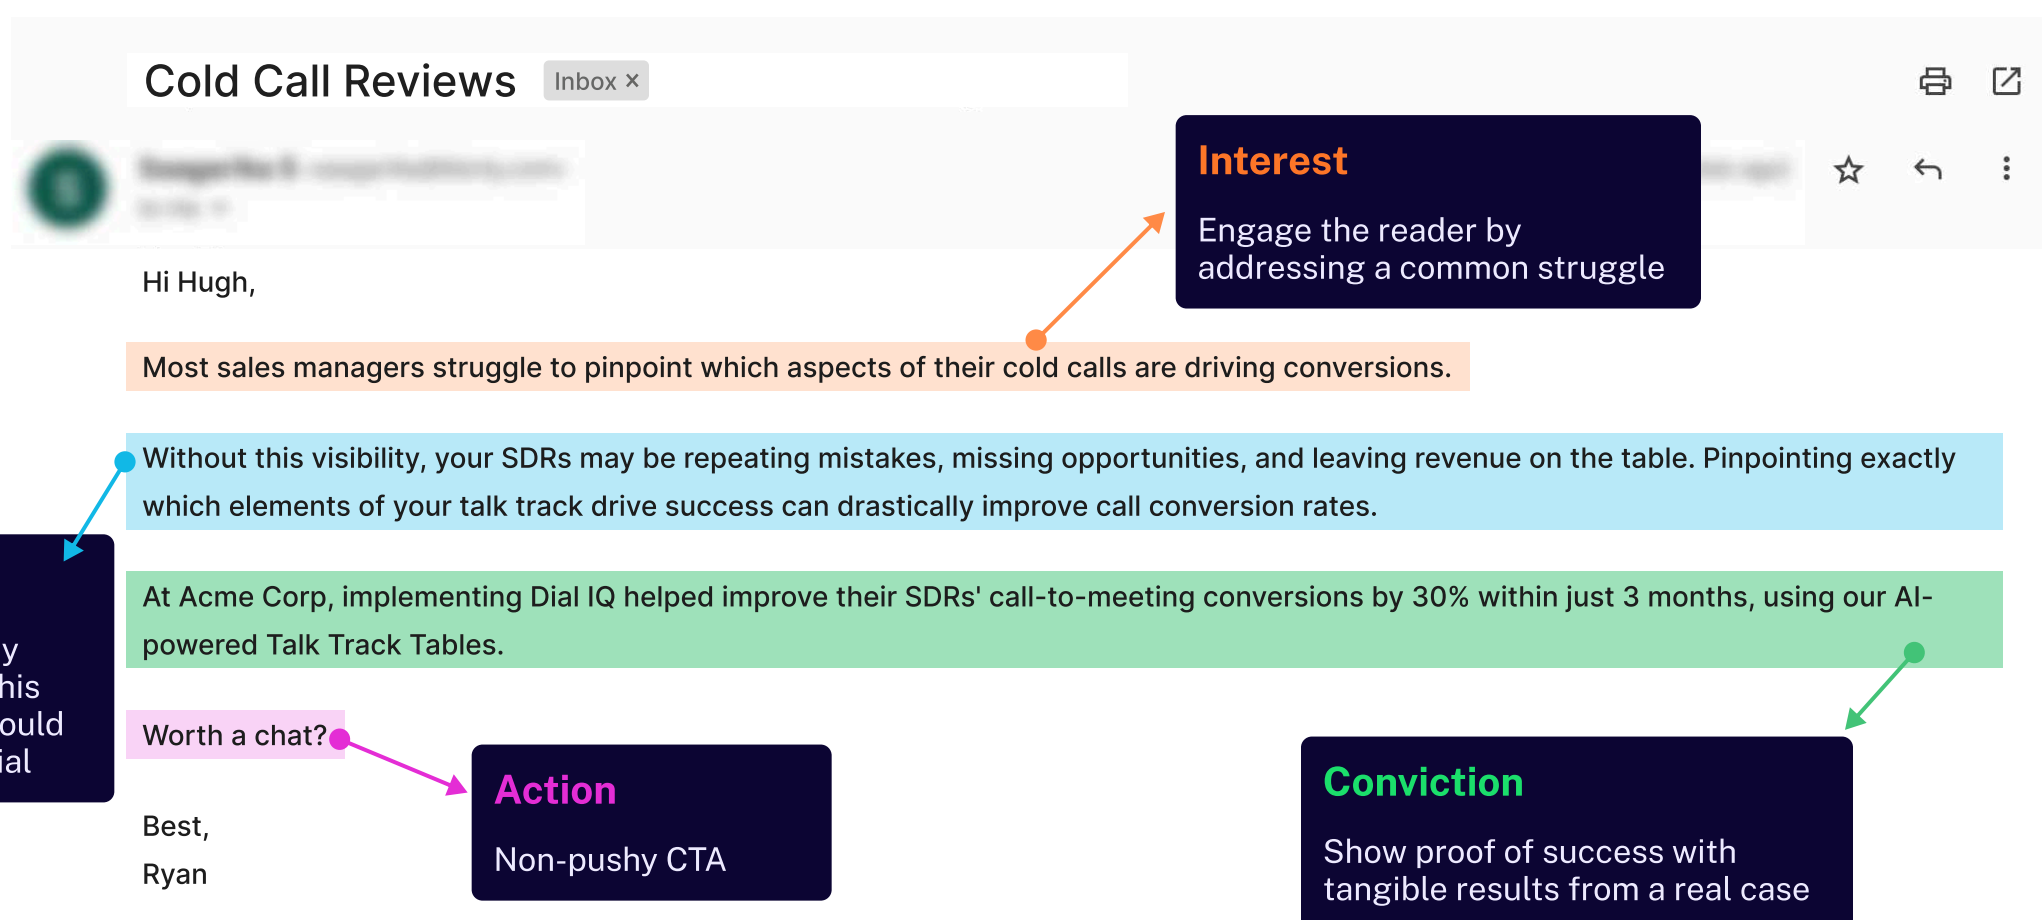 Cold Call Reviews Inbox ×
Interest
Engage the reader by
addressing a common struggle
Hi Hugh,
Most sales managers struggle to pinpoint which aspects of their cold calls are driving conversions.
Without this visibility, your SDRs may be repeating mistakes, missing opportunities, and leaving revenue on the table. Pinpointing exactly
which elements of your talk track drive success can drastically improve call conversion rates.
At Acme Corp, implementing Dial IQ helped improve their SDRs' call-to-meeting conversions by 30% within just 3 months, using our AI-
powered Talk Track Tables.
Worth a chat?
Action
Non-pushy CTA
Conviction
Show proof of success with
tangible results from a real case
Best,
Ryan